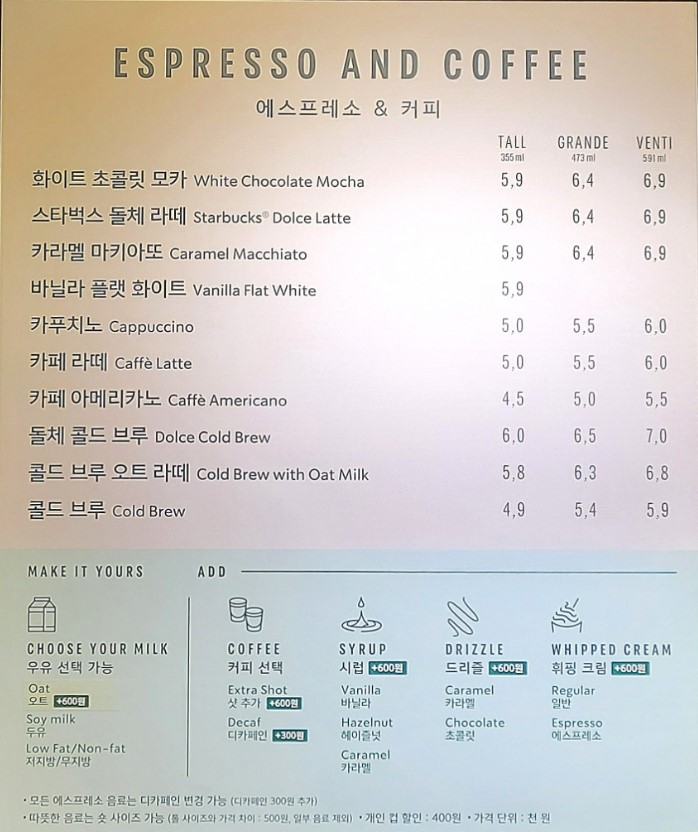 ESPRESSO AND COFFEE
에스프레소 & 커피
TALL GRANDE VENTI
355 ml 473 ml 591 ml
화이트 초콜릿 모카 White Chocolate Mocha 5,9 6,4 6,9
스타벅스 돌체 라떼 Starbucks® Dolce Latte 5,9 6,4 6,9
카라멜 마키아또 Caramel Macchiato 5,9 6,4 6,9
바닐라 플랫 화이트 Vanilla Flat White 5,9
카푸치노 Cappuccino 5,0 5,5 6,0
카페 라떼 Caffè Latte 5,0 5,5 6,0
카페 아메리카노 Caffè Americano 4,5 5,0 5,5
돌체 콜드 브루 Dolce Cold Brew 6,0 6,5 7,0
콜드 브루 오트 라떼 Cold Brew with Oat Milk 5,8 6,3 6,8
콜드 브루 Cold Brew 4,9 5,4 5,9
MAKE IT YOURS
CHOOSE YOUR MILK
우유 선택 가능
Oat
오트 +600원
Soy milk
두유
Low Fat/Non-fat
저지방/무지방
ADD
COFFEE
커피 선택
Extra Shot
샷 추가 +600원
Decaf
디카페인 +300원
SYRUP
시럽 +600원
Vanilla
바닐라
Hazelnut
헤이즐넛
Caramel
카라멜
DRIZZLE
드리즐 +600원
Caramel
카라멜
Chocolate
초콜릿
WHIPPED CREAM
휘핑 크림 +600원
Regular
일반
Espresso
에스프레소
• 모든 에스프레소 음료는 디카페인 변경 가능 (디카페인 300원 추가)
• 따뜻한 음료는 숏 사이즈 가능 (톨 사이즈와 가격 차이 : 500원, 일부 음료 제외) • 개인 컵 할인 : 400원 • 가격 단위 : 천 원